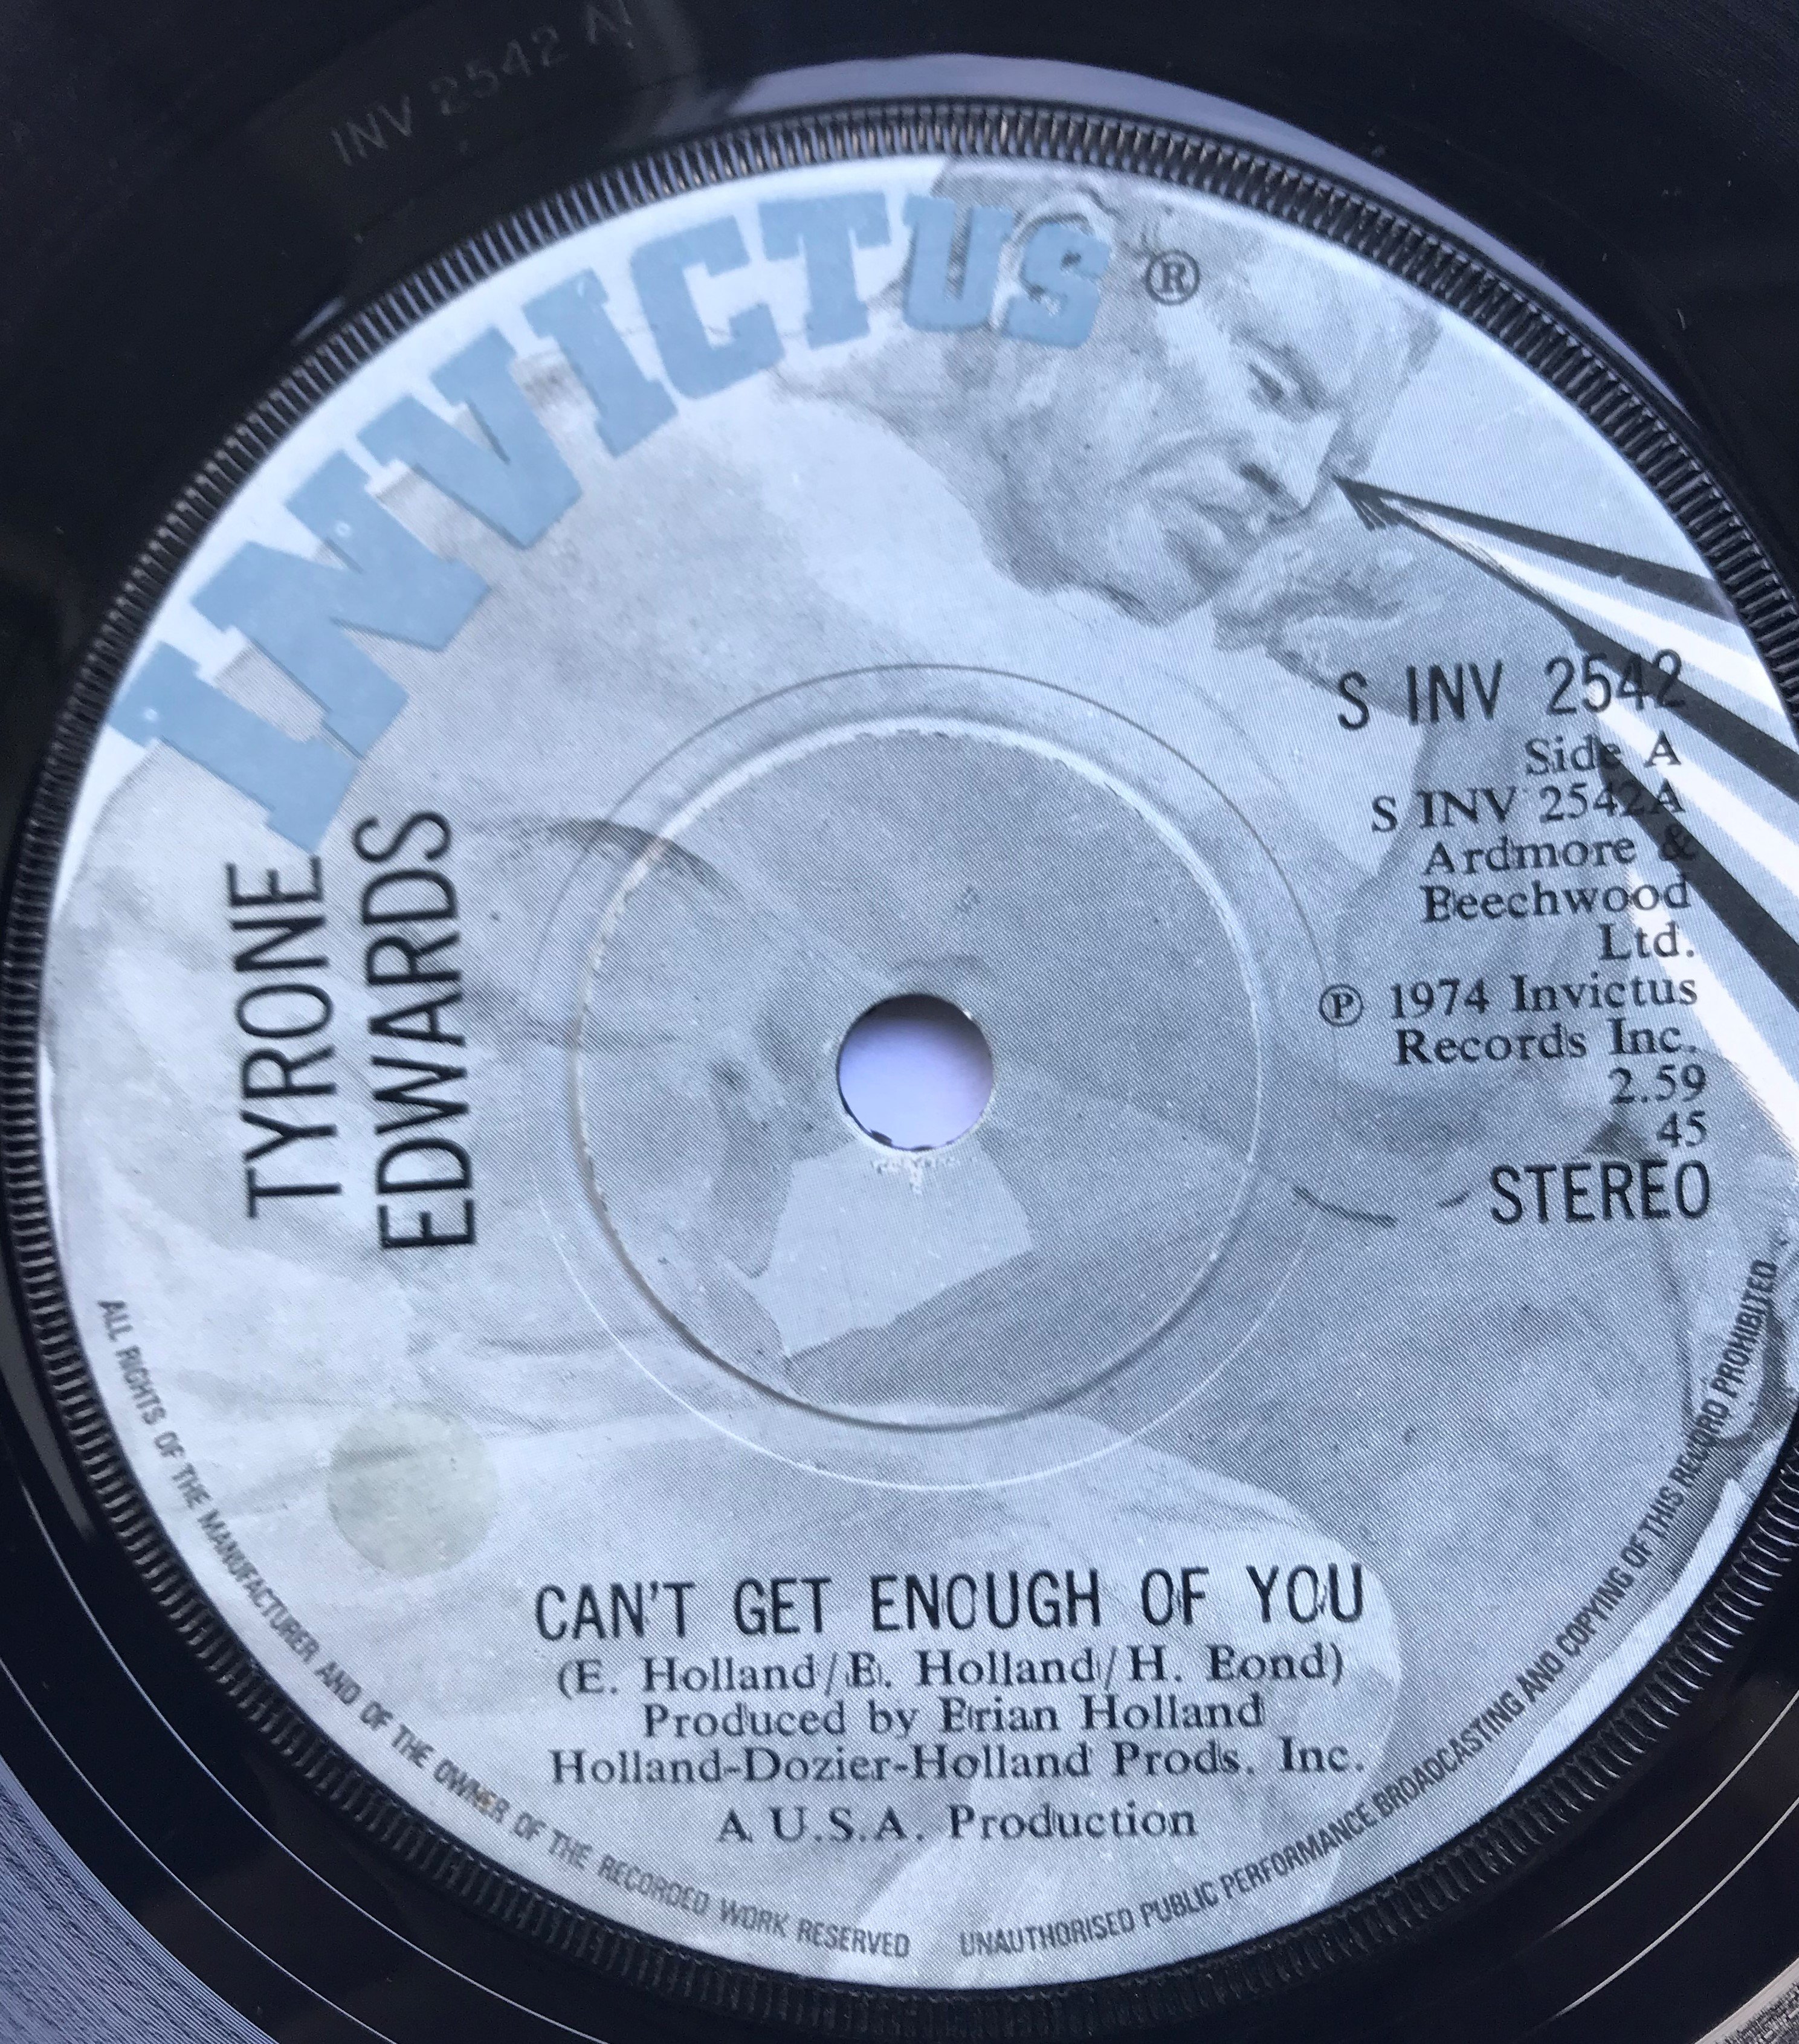 INV 2542 A
INVICTUS ®
TYRONE
EDWARDS
S INV 2542
Side A
S INV 2542A
Ardmore &
Beechwood
Ltd.
℗ 1974 Invictus
Records Inc.
2.59
45
STEREO
CAN'T GET ENOUGH OF YOU
(E. Holland/B. Holland/H. Bond)
Produced by Brian Holland
Holland-Dozier-Holland Prods. Inc.
A U.S.A. Production
ALL RIGHTS OF THE MANUFACTURER AND OF THE OWNER OF THE RECORDED WORK RESERVED
UNAUTHORISED PUBLIC PERFORMANCE BROADCASTING AND COPYING OF THIS RECORD PROHIBITED